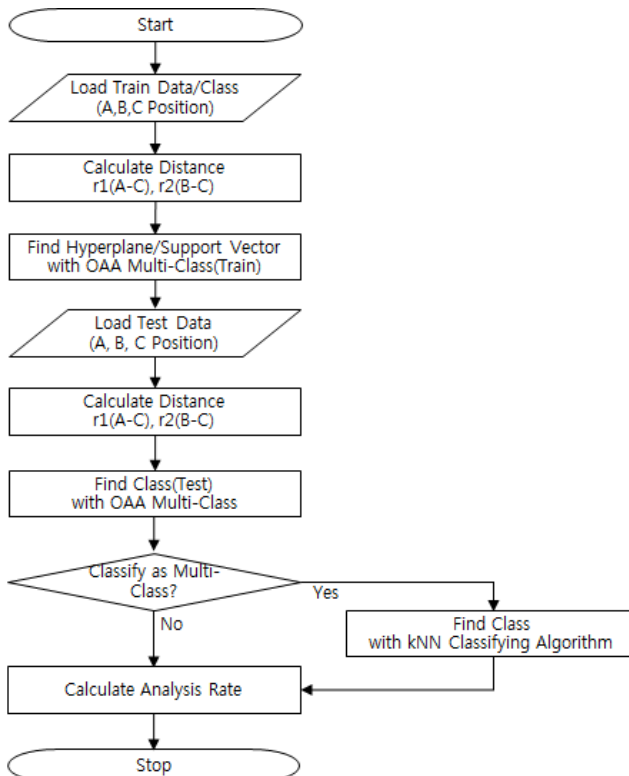 Start
Load Train Data/Class
(A,B,C Position)
Calculate Distance
r1(A-C), r2(B-C)
Find Hyperplane/Support Vector
with OAA Multi-Class(Train)
Load Test Data
(A, B, C Position)
Calculate Distance
r1(A-C), r2(B-C)
Find Class(Test)
with OAA Multi-Class
Classify as Multi-
Class?
Yes
No
Find Class
with kNN Classifying Algorithm
Calculate Analysis Rate
Stop